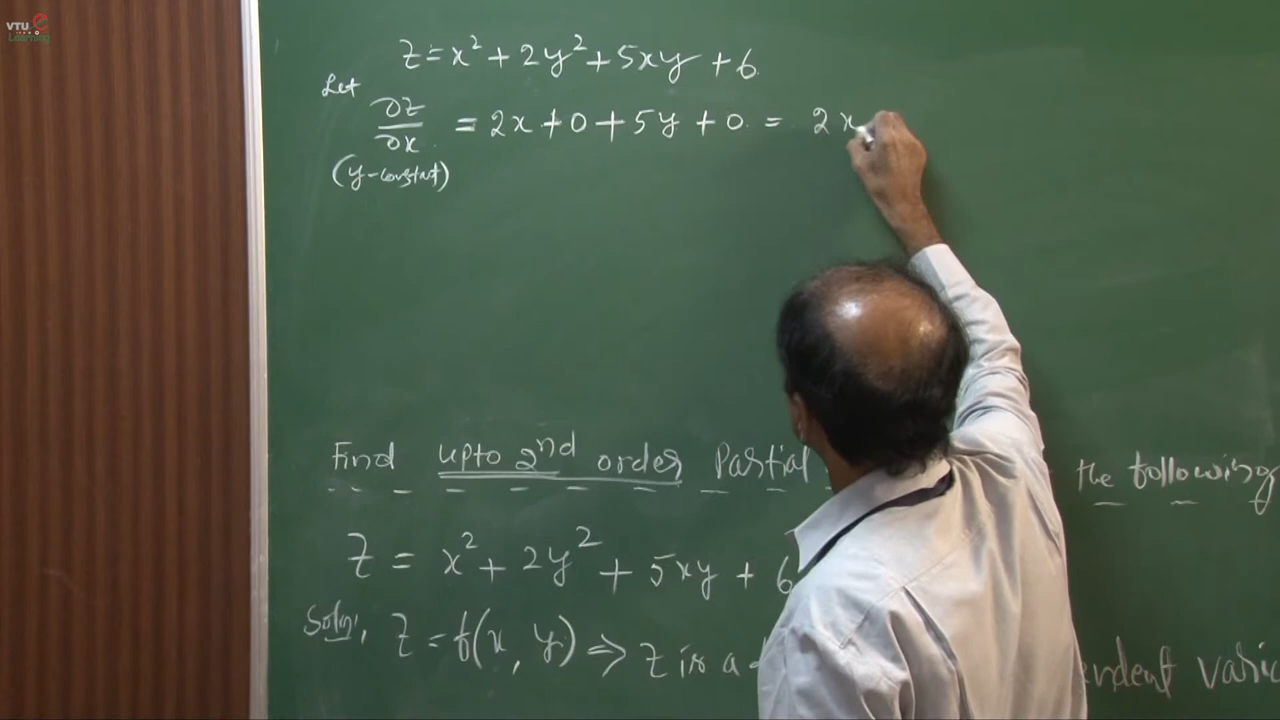 VTU e Learning
z = x² + 2y² + 5xy + 6
Let
∂z/∂x = 2x + 0 + 5y + 0 = 2x
(y-constant)
Find upto 2nd order Partial the following
z = x² + 2y² + 5xy + 6
Soln:, z = f(x, y) ⇒ z is a